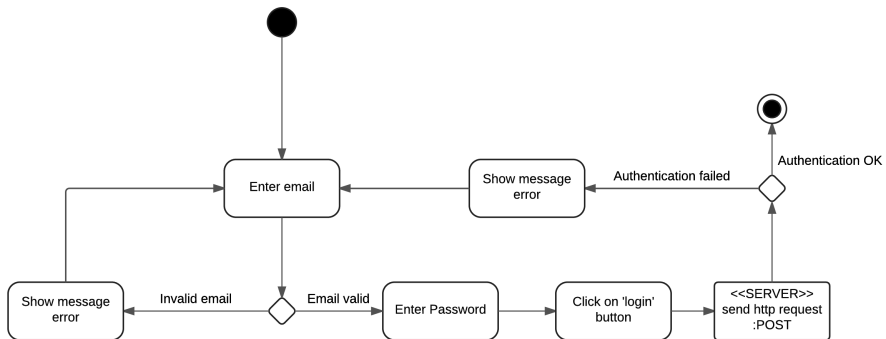 Authentication OK
Enter email
Show message
error
Authentication failed
Show message
error
Invalid email
Email valid
Enter Password
Click on 'login'
button
<<SERVER>>
send http request
:POST